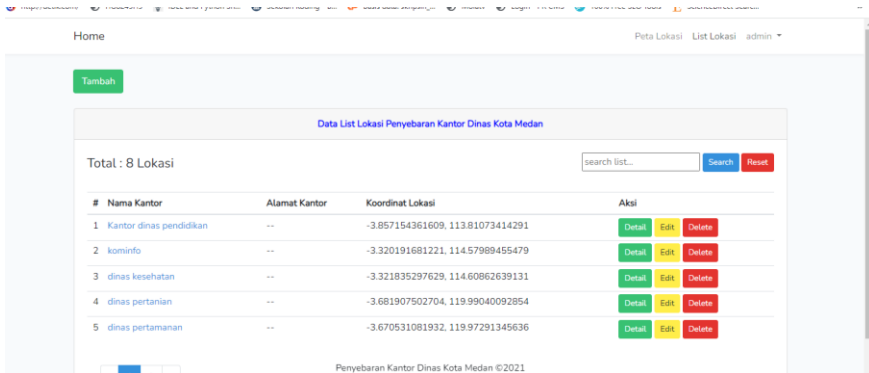 Home Peta Lokasi List Lokasi admin
Tambah
Data List Lokasi Penyebaran Kantor Dinas Kota Medan
Total : 8 Lokasi search list... Search Reset
# Nama Kantor Alamat Kantor Koordinat Lokasi Aksi
1 Kantor dinas pendidikan -- -3.857154361609, 113.81073414291 Detail Edit Delete
2 kominfo -- -3.320191681221, 114.57989455479 Detail Edit Delete
3 dinas kesehatan -- -3.321835297629, 114.60862639131 Detail Edit Delete
4 dinas pertanian -- -3.681907502704, 119.99040092854 Detail Edit Delete
5 dinas pertamanan -- -3.670531081932, 119.97291345636 Detail Edit Delete
Penyebaran Kantor Dinas Kota Medan ©2021